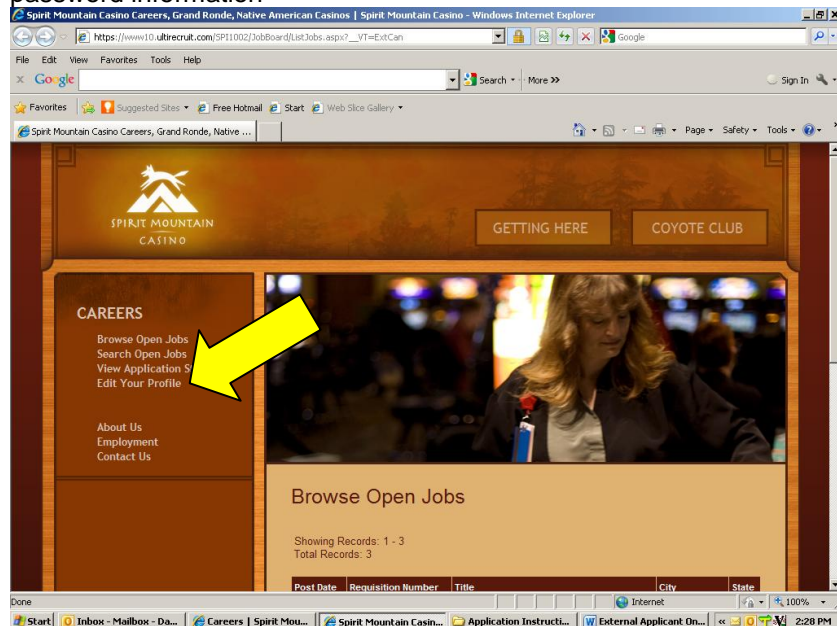 password information
Spirit Mountain Casino Careers, Grand Ronde, Native American Casinos | Spirit Mountain Casino - Windows Internet Explorer
https://www10.ultirecruit.com/SPI1002/JobBoard/ListJobs.aspx?__VT=ExtCan
Google
File Edit View Favorites Tools Help
x Google Search More >> Sign In
Favorites Suggested Sites Free Hotmail Start Web Slice Gallery
Spirit Mountain Casino Careers, Grand Ronde, Native ... Page Safety Tools
SPIRIT MOUNTAIN
CASINO
GETTING HERE COYOTE CLUB
CAREERS
Browse Open Jobs
Search Open Jobs
View Application S
Edit Your Profile
About Us
Employment
Contact Us
Browse Open Jobs
Showing Records: 1 - 3
Total Records: 3
Post Date Requisition Number Title City State
Done Internet 100%
Start Inbox - Mailbox - Da... Careers | Spirit Mou... Spirit Mountain Casin... Application Instructi... External Applicant On... « 2:28 PM